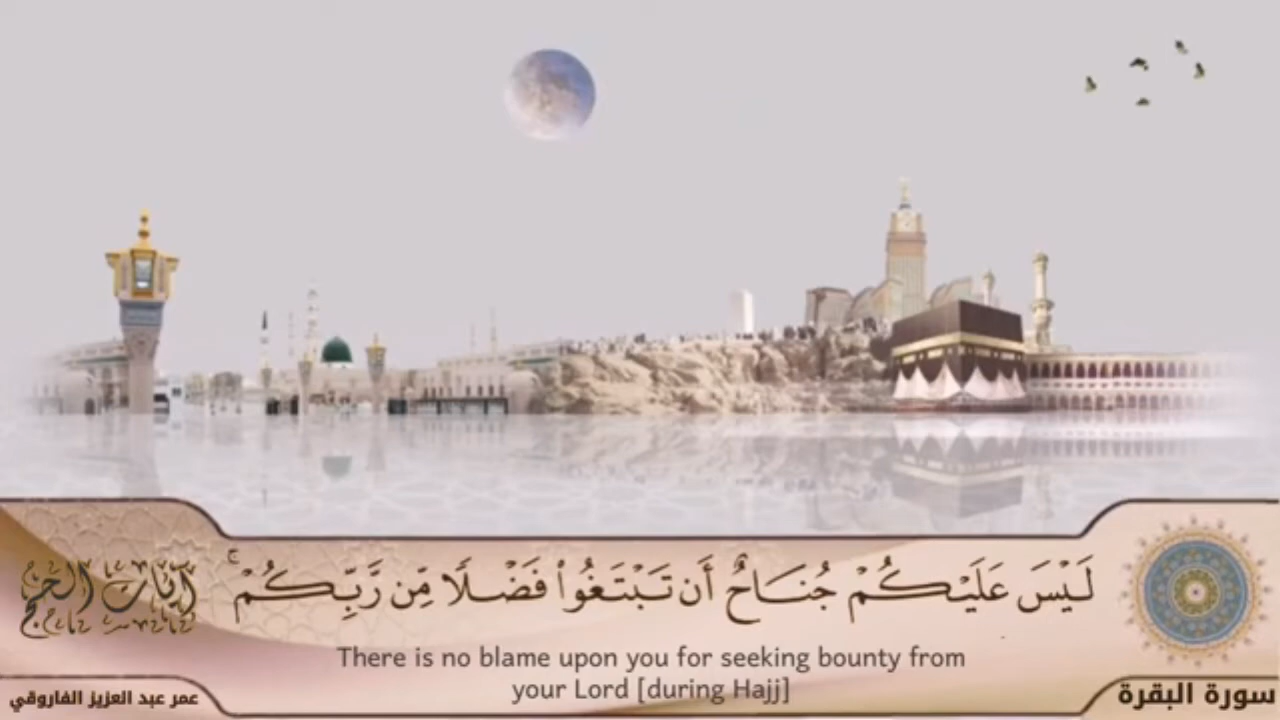 لَيْسَ عَلَيْكُمْ جُنَاحٌ أَن تَبْتَغُوا۟ فَضْلًا مِّن رَّبِّكُمْ ۚ
There is no blame upon you for seeking bounty from
your Lord [during Hajj]
آيات الحج
سورة البقرة
عمر عبد العزيز الفاروقي